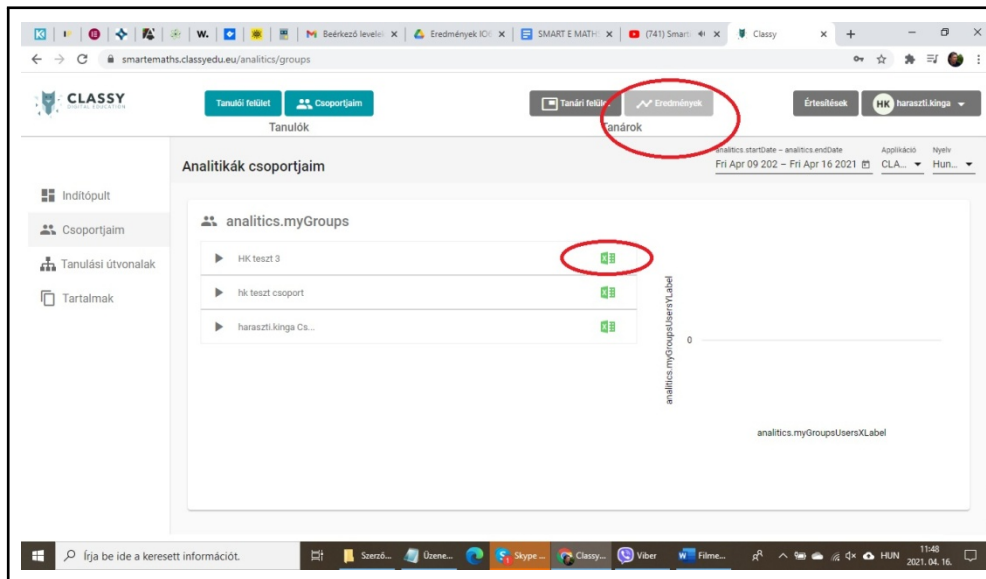 W.
Beérkező levele
Eredmények IO
SMART E MATH
(741) Smart
Classy
smartemaths.classyedu.eu/analitics/groups
CLASSY
DIGITAL EDUCATION
Tanulói felület
Csoportjaim
Tanári felület
Eredmények
Értesítések
HK
haraszti.kinga
Tanulók
Tanárok
analitics.startDate – analitics.endDate
Applikáció
Nyelv
Analitikák csoportjaim
Fri Apr 09 202 – Fri Apr 16 2021
CLA...
Hun...
Indítópult
Csoportjaim
Tanulási útvonalak
Tartalmak
analitics.myGroups
HK teszt 3
hk teszt csoport
haraszti.kinga Cs...
analitics.myGroupsUsersYLabel
0
analitics.myGroupsUsersXLabel
Írja be ide a keresett információt.
Szerző...
Üzene...
Skype ...
Classy...
Viber
Filme...
HUN
11:48
2021. 04. 16.